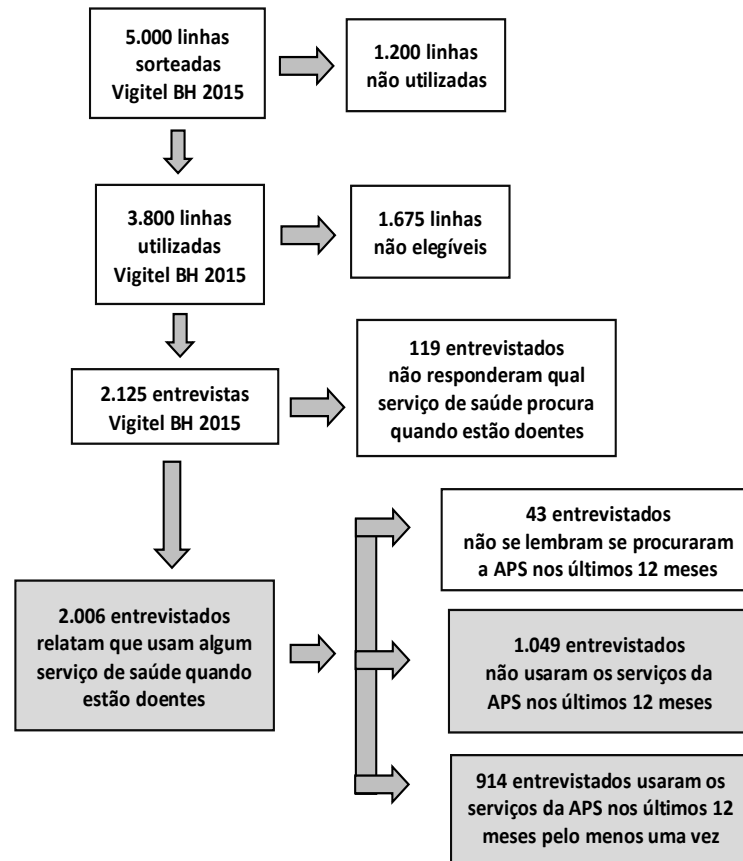 5.000 linhas
sorteadas
Vigitel BH 2015
1.200 linhas
não utilizadas
3.800 linhas
utilizadas
Vigitel BH 2015
1.675 linhas
não elegíveis
2.125 entrevistas
Vigitel BH 2015
119 entrevistados
não responderam qual
serviço de saúde procura
quando estão doentes
2.006 entrevistados
relatam que usam algum
serviço de saúde quando
estão doentes
43 entrevistados
não se lembram se procuraram
a APS nos últimos 12 meses
1.049 entrevistados
não usaram os serviços da
APS nos últimos 12 meses
914 entrevistados usaram os
serviços da APS nos últimos 12
meses pelo menos uma vez